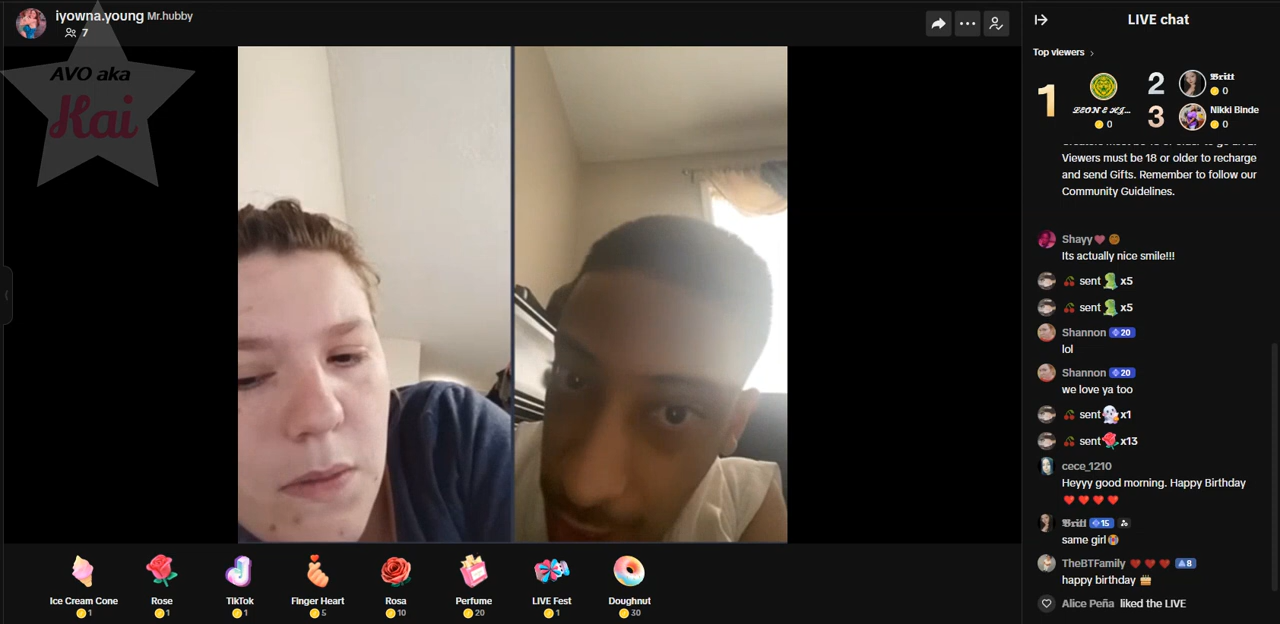 iyowna.young Mr.hubby
7
AVO aka
Kai
LIVE chat
Top viewers
1
0
2
Britt
0
3
Nikki Binde
0
Viewers must be 18 or older to recharge
and send Gifts. Remember to follow our
Community Guidelines.
Shayy
Its actually nice smile!!!
sent x5
sent x5
Shannon 20
lol
Shannon 20
we love ya too
sent x1
sent x13
cece_1210
Heyyy good morning. Happy Birthday
❤️❤️❤️❤️
Britt 15
same girl😭
TheBTFamily ❤️❤️❤️ 8
happy birthday 🎂
Alice Peña liked the LIVE
Ice Cream Cone
1
Rose
1
TikTok
1
Finger Heart
5
Rosa
10
Perfume
20
LIVE Fest
1
Doughnut
30